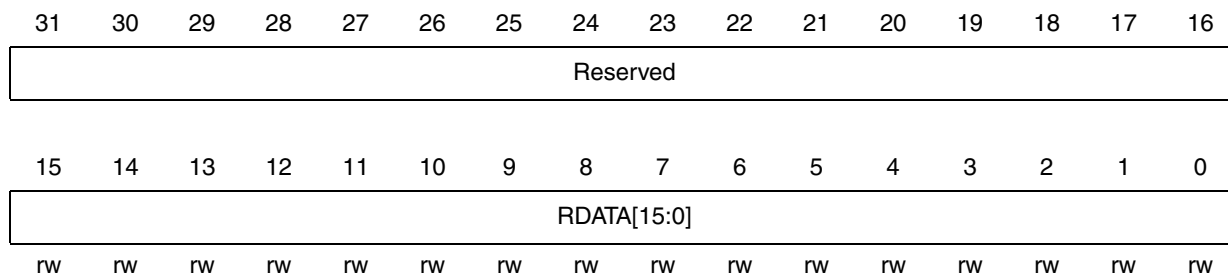 31 30 29 28 27 26 25 24 23 22 21 20 19 18 17 16
Reserved
15 14 13 12 11 10 9 8 7 6 5 4 3 2 1 0
RDATA[15:0]
rw rw rw rw rw rw rw rw rw rw rw rw rw rw rw rw